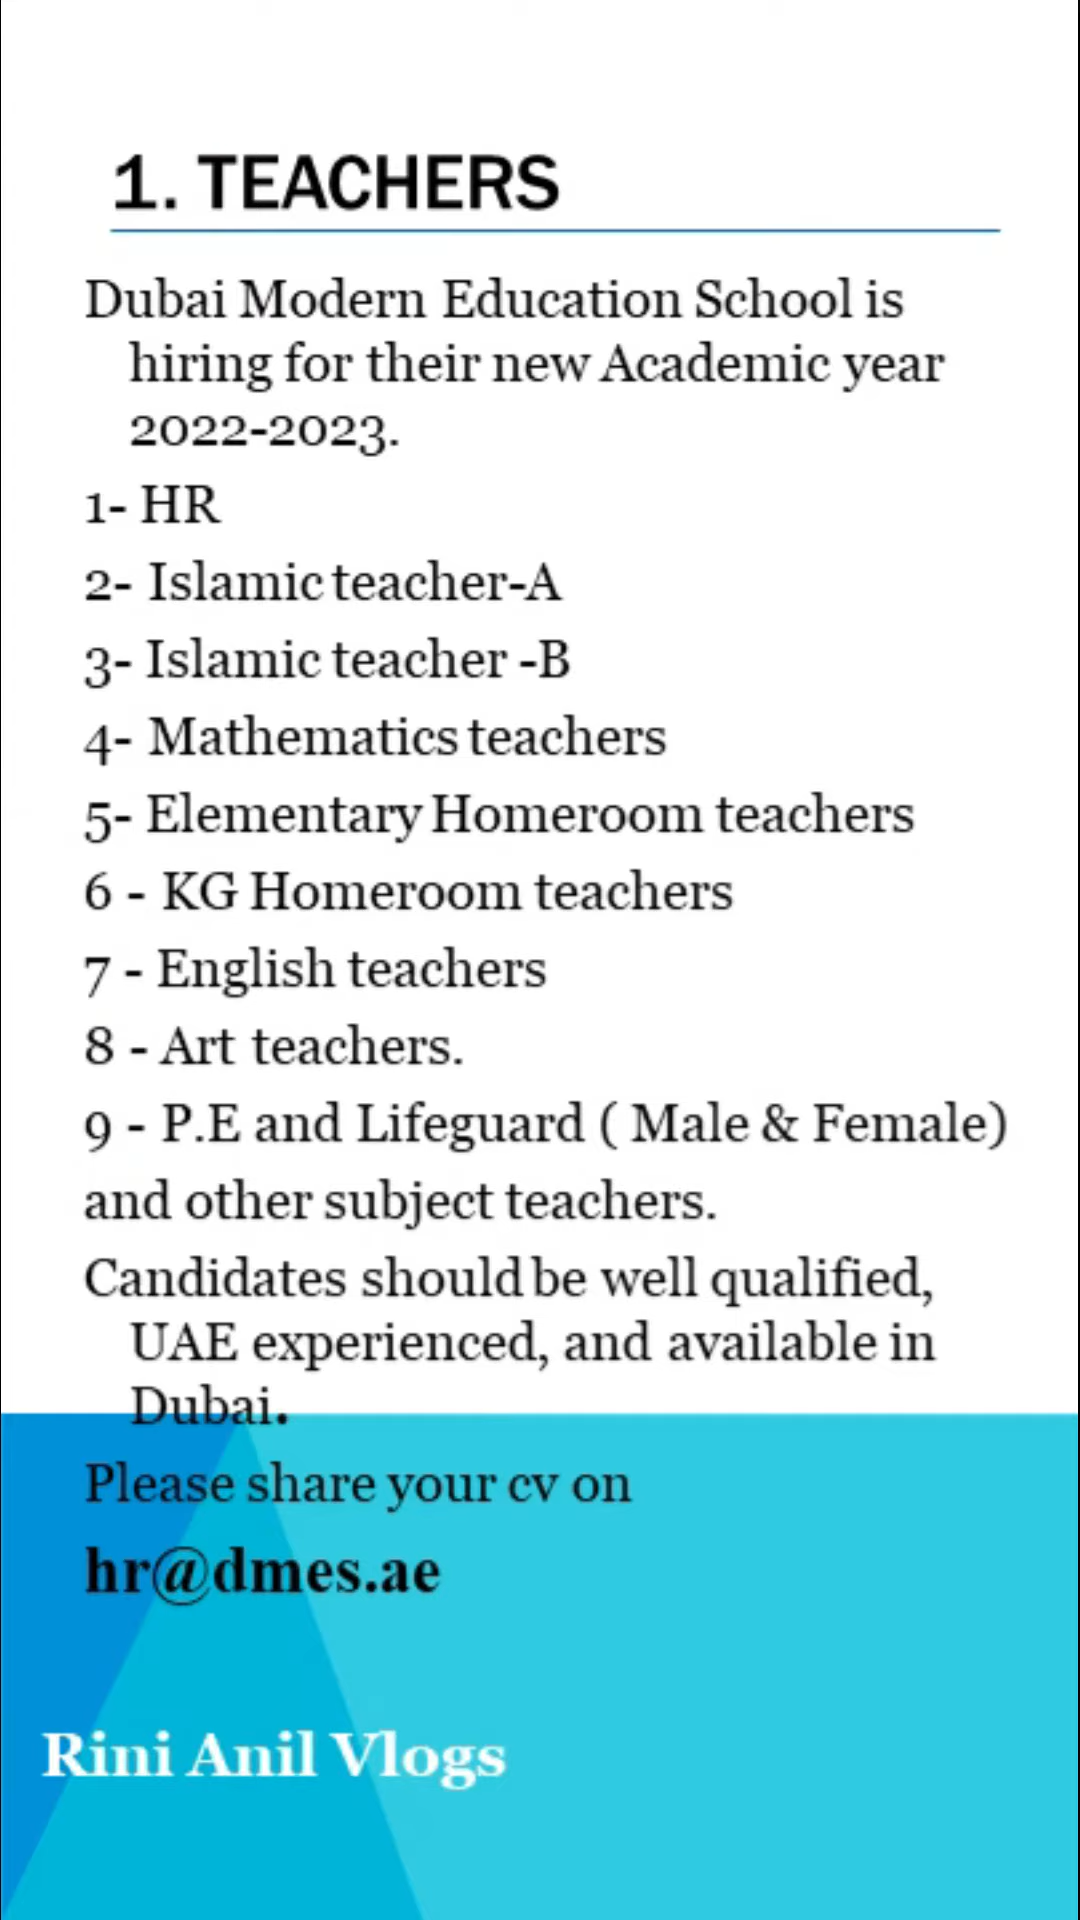 1. TEACHERS
Dubai Modern Education School is
hiring for their new Academic year
2022-2023.
1- HR
2- Islamic teacher-A
3- Islamic teacher -B
4- Mathematics teachers
5- Elementary Homeroom teachers
6 - KG Homeroom teachers
7 - English teachers
8 - Art teachers.
9 - P.E and Lifeguard ( Male & Female)
and other subject teachers.
Candidates should be well qualified,
UAE experienced, and available in
Dubai.
Please share your cv on
hr@dmes.ae
Rini Anil Vlogs